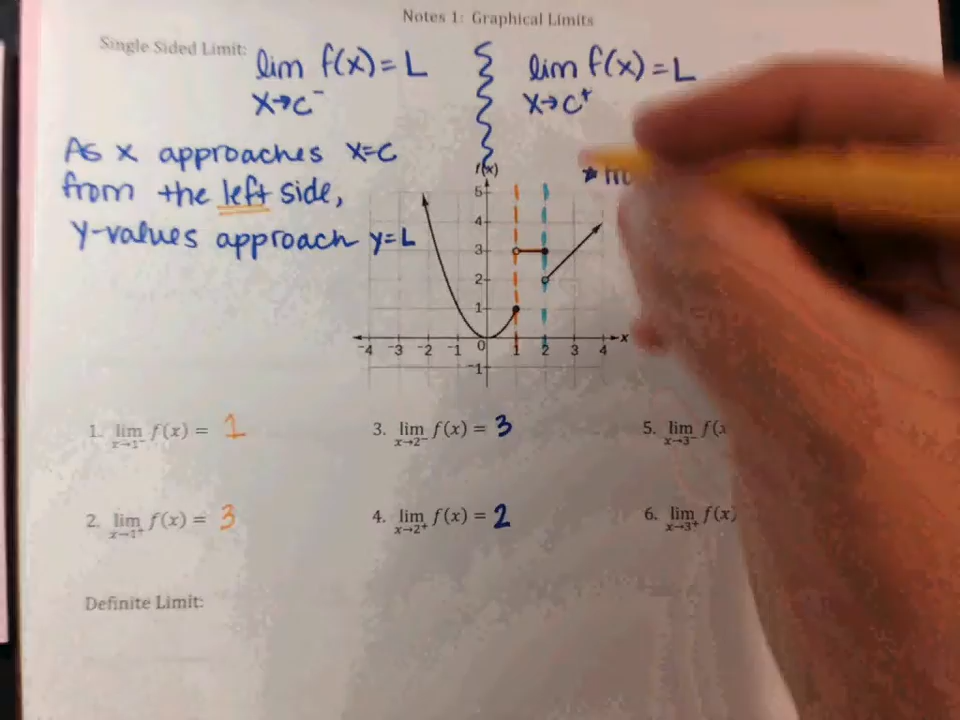 Notes 1: Graphical Limits
Single Sided Limit:
lim f(x) = L
x→c⁻
lim f(x) = L
x→c⁺
As x approaches x=c
from the left side,
y-values approach y=L
f(x)
5
4
3
2
1
-4 -3 -2 -1 0 1 2 3 4 x
-1
1. lim f(x) = 1
x→1⁻
3. lim f(x) = 3
x→2⁻
5. lim f(x
x→3⁻
2. lim f(x) = 3
x→1⁺
4. lim f(x) = 2
x→2⁺
6. lim f(x)
x→3⁺
Definite Limit: